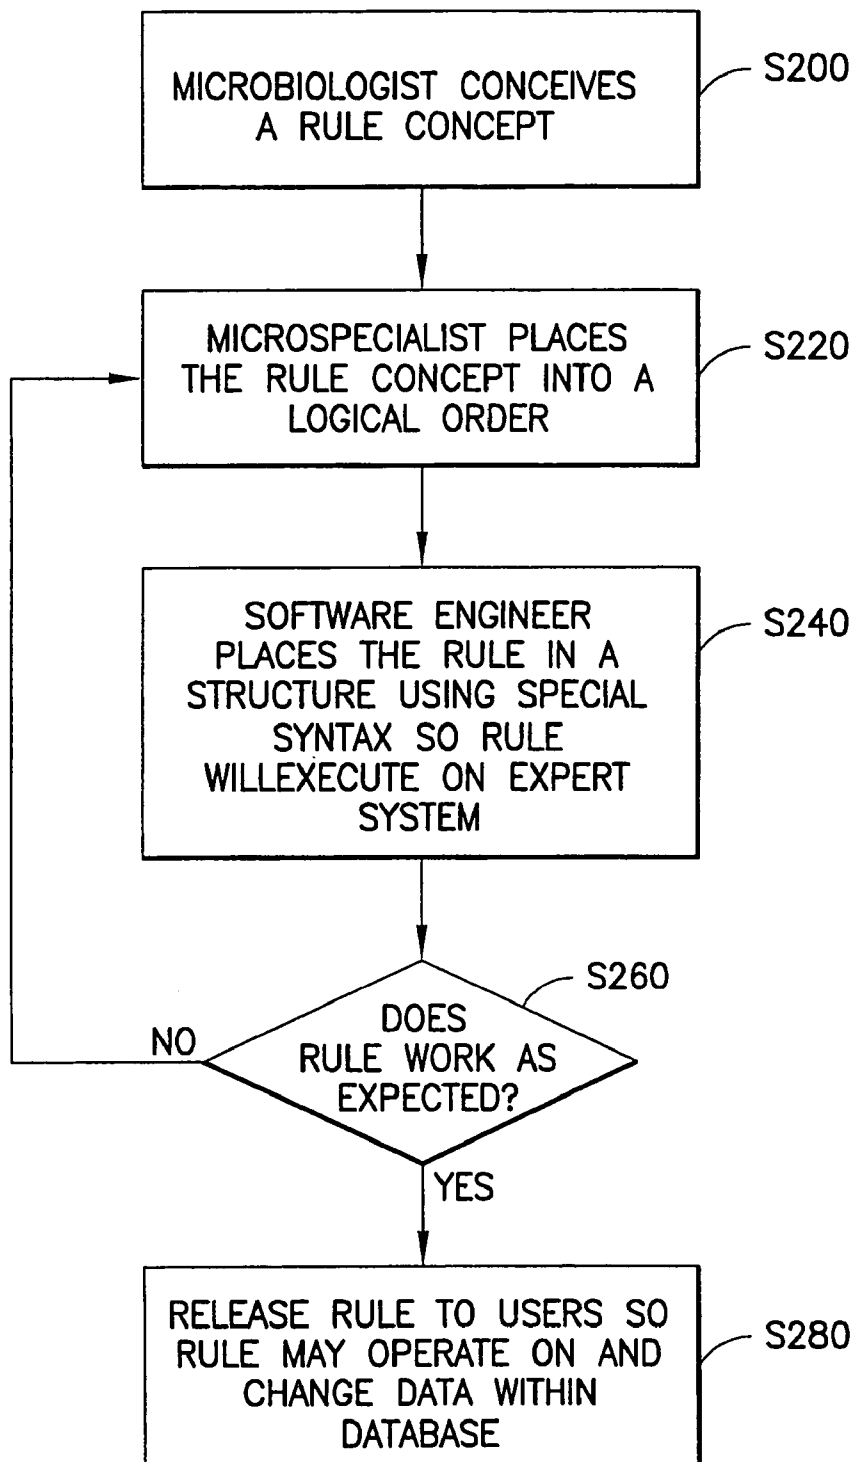 MICROBIOLOGIST CONCEIVES
A RULE CONCEPT
S200
MICROSPECIALIST PLACES
THE RULE CONCEPT INTO A
LOGICAL ORDER
S220
SOFTWARE ENGINEER
PLACES THE RULE IN A
STRUCTURE USING SPECIAL
SYNTAX SO RULE
WILLEXECUTE ON EXPERT
SYSTEM
S240
DOES
RULE WORK AS
EXPECTED?
S260
NO
YES
RELEASE RULE TO USERS SO
RULE MAY OPERATE ON AND
CHANGE DATA WITHIN
DATABASE
S280